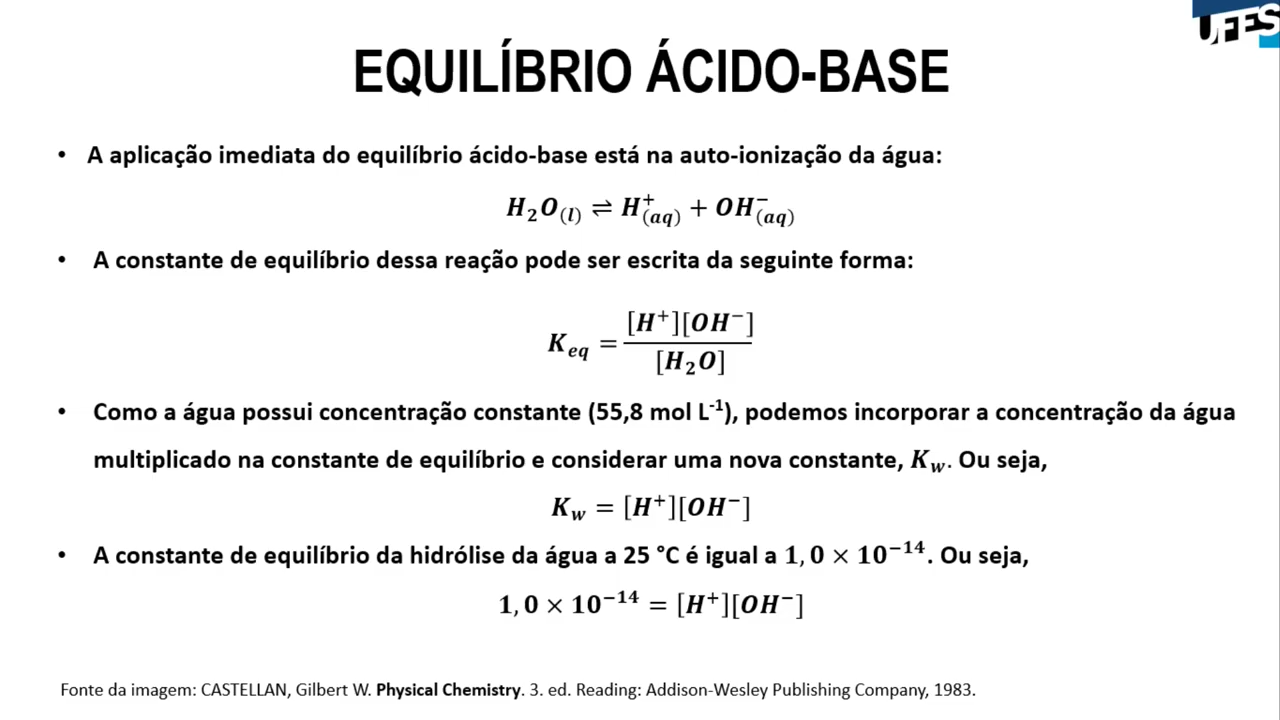 UFES
EQUILÍBRIO ÁCIDO-BASE
• A aplicação imediata do equilíbrio ácido-base está na auto-ionização da água:
H₂O₍l₎ ⇌ H⁺₍aq₎ + OH⁻₍aq₎
• A constante de equilíbrio dessa reação pode ser escrita da seguinte forma:
K_eq = [H⁺][OH⁻] / [H₂O]
• Como a água possui concentração constante (55,8 mol L⁻¹), podemos incorporar a concentração da água
multiplicado na constante de equilíbrio e considerar uma nova constante, K_w. Ou seja,
K_w = [H⁺][OH⁻]
• A constante de equilíbrio da hidrólise da água a 25 °C é igual a 1,0 × 10⁻¹⁴. Ou seja,
1,0 × 10⁻¹⁴ = [H⁺][OH⁻]
Fonte da imagem: CASTELLAN, Gilbert W. Physical Chemistry. 3. ed. Reading: Addison-Wesley Publishing Company, 1983.